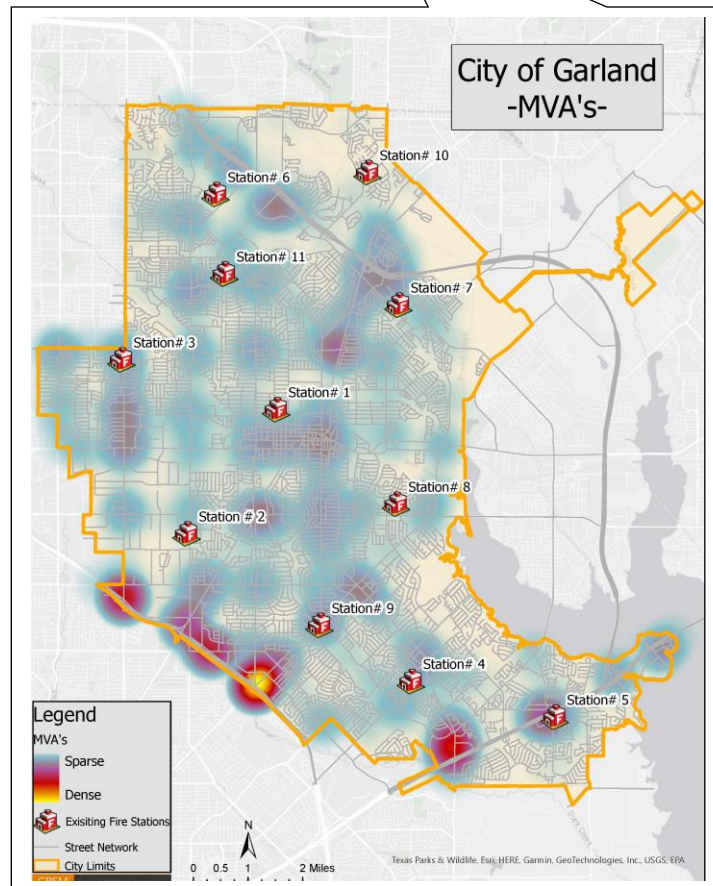 City of Garland
-MVA's-
Station# 10
Station# 6
Station# 11
Station# 7
Station# 3
Station# 1
Station# 8
Station# 2
Station# 9
Station# 4
Station# 5
Legend
MVA's
Sparse
Dense
Exisiting Fire Stations
Street Network
City Limits
N
0 0.5 1 2 Miles
Texas Parks & Wildlife, Esri, HERE, Garmin, GeoTechnologies, Inc., USGS, EPA